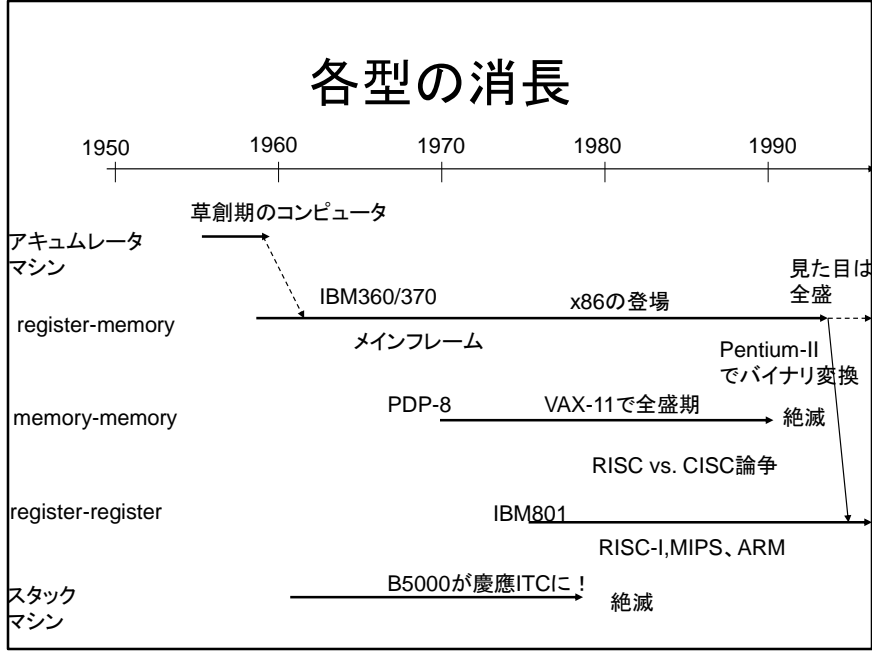 各型の消長
1950 1960 1970 1980 1990
草創期のコンピュータ
アキュムレータ
マシン
見た目は
全盛
IBM360/370 x86の登場
register-memory
メインフレーム
Pentium-II
でバイナリ変換
PDP-8 VAX-11で全盛期
memory-memory 絶滅
RISC vs. CISC論争
register-register IBM801
RISC-I,MIPS、ARM
B5000が慶應ITCに！
スタック
マシン
絶滅